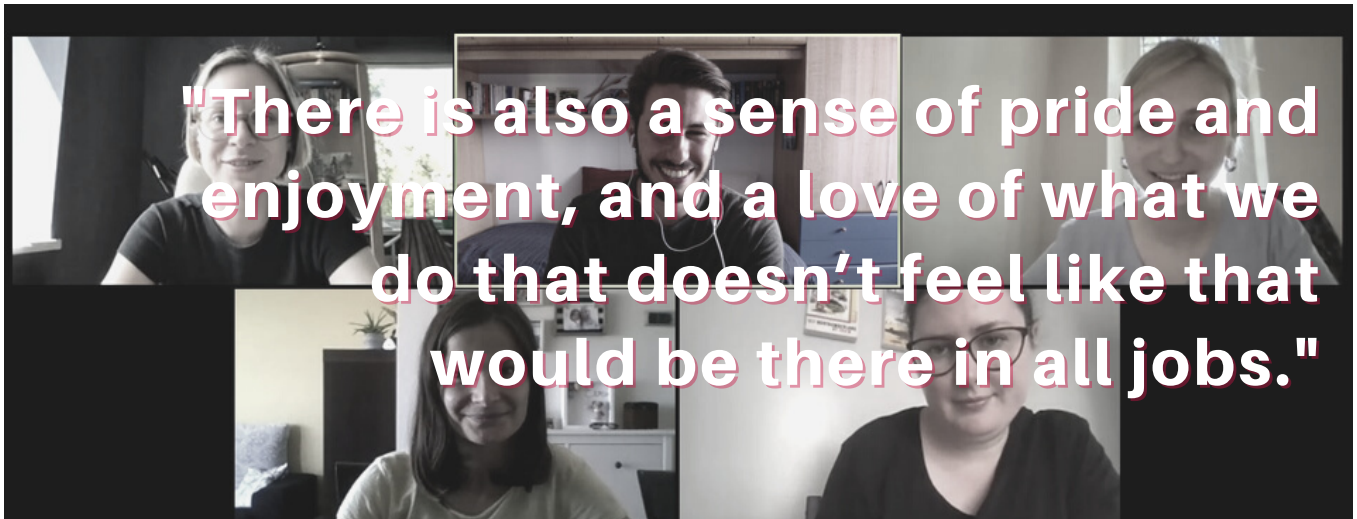 "There is also a sense of pride and
enjoyment, and a love of what we
do that doesn’t feel like that
would be there in all jobs."